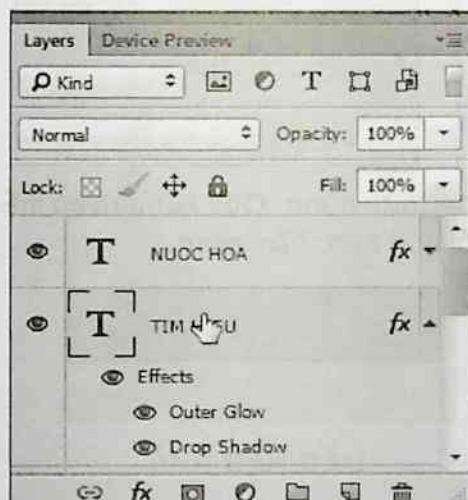 Layers Device Preview
Kind
Normal Opacity: 100%
Lock: Fill: 100%
T NUOC HOA fx
T TIM fx
Effects
Outer Glow
Drop Shadow
fx